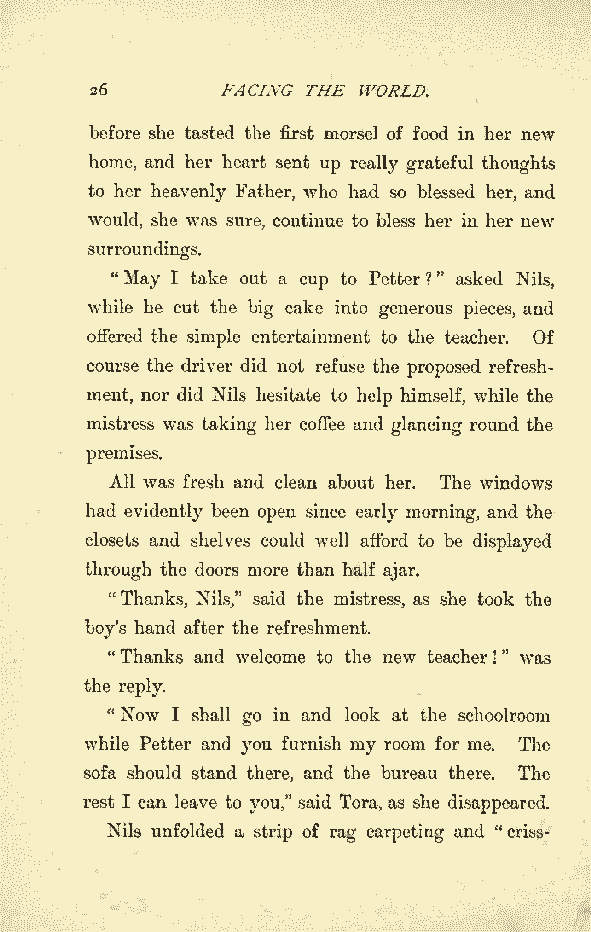 26 FACING THE WORLD.
before she tasted the first morsel of food in her new
home, and her heart sent up really grateful thoughts
to her heavenly Father, who had so blessed her, and
would, she was sure, continue to bless her in her new
surroundings.
“May I take out a cup to Petter?” asked Nils,
while he cut the big cake into generous pieces, and
offered the simple entertainment to the teacher. Of
course the driver did not refuse the proposed refresh-
ment, nor did Nils hesitate to help himself, while the
mistress was taking her coffee and glancing round the
premises.
All was fresh and clean about her. The windows
had evidently been open since early morning, and the
closets and shelves could well afford to be displayed
through the doors more than half ajar.
“Thanks, Nils,” said the mistress, as she took the
boy's hand after the refreshment.
“Thanks and welcome to the new teacher!” was
the reply.
“Now I shall go in and look at the schoolroom
while Petter and you furnish my room for me. The
sofa should stand there, and the bureau there. The
rest I can leave to you,” said Tora, as she disappeared.
Nils unfolded a strip of rag carpeting and “criss-